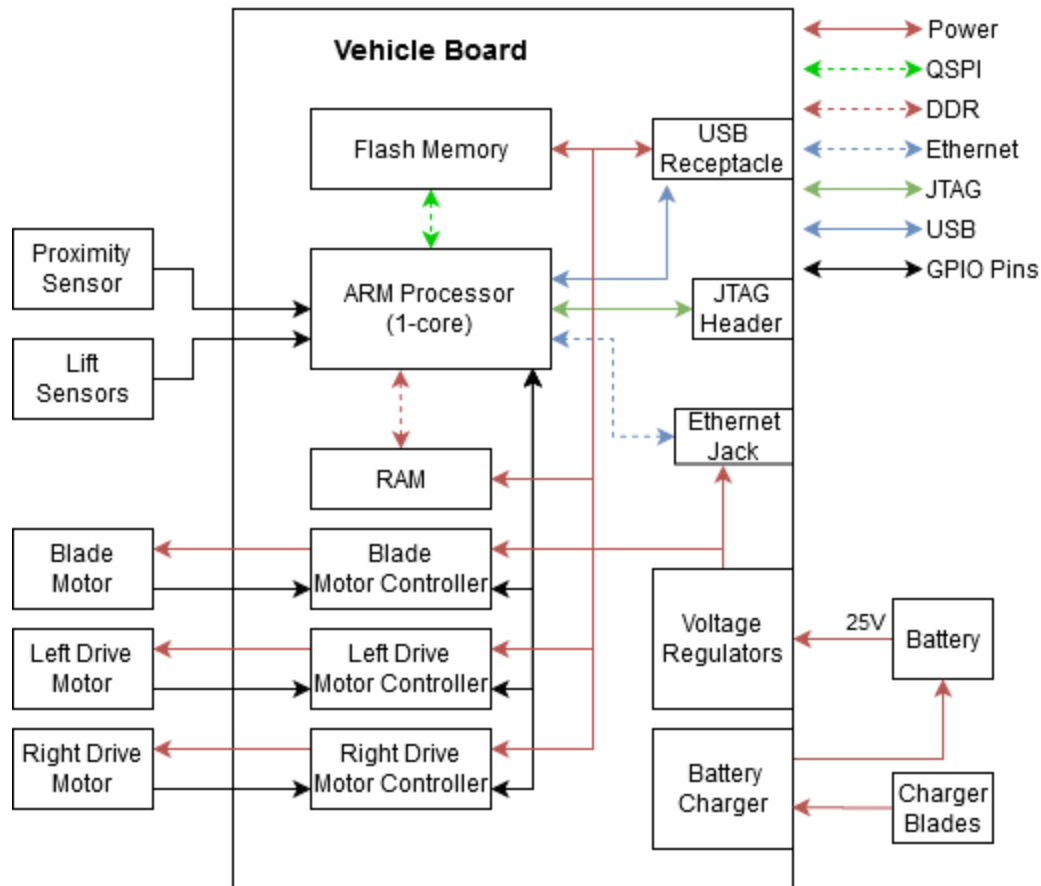 Vehicle Board
Power
QSPI
DDR
Ethernet
JTAG
USB
GPIO Pins
Flash Memory
USB
Receptacle
Proximity
Sensor
ARM Processor
(1-core)
JTAG
Header
Lift
Sensors
Ethernet
Jack
RAM
Blade
Motor
Blade
Motor Controller
Voltage
Regulators
25V
Battery
Left Drive
Motor
Left Drive
Motor Controller
Right Drive
Motor
Right Drive
Motor Controller
Battery
Charger
Charger
Blades